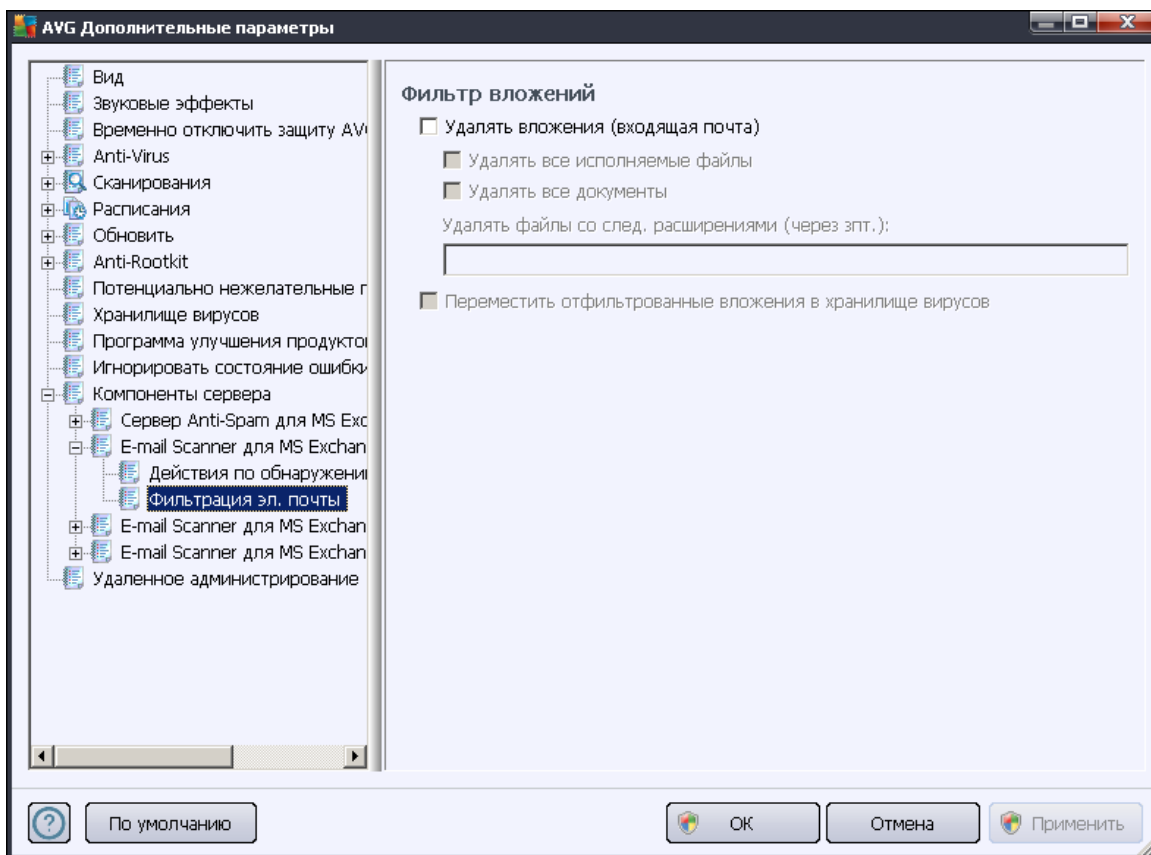 AVG Дополнительные параметры
Вид
Звуковые эффекты
Временно отключить защиту AV
Anti-Virus
Сканирования
Расписания
Обновить
Anti-Rootkit
Потенциально нежелательные
Хранилище вирусов
Программа улучшения продукто
Игнорировать состояние ошибки
Компоненты сервера
Сервер Anti-Spam для MS Exc
E-mail Scanner для MS Exchan
Действия по обнаружени
Фильтрация эл. почты
E-mail Scanner для MS Exchan
E-mail Scanner для MS Exchan
Удаленное администрирование
Фильтр вложений
Удалять вложения (входящая почта)
Удалять все исполняемые файлы
Удалять все документы
Удалять файлы со след. расширениями (через зпт.):
Переместить отфильтрованные вложения в хранилище вирусов
По умолчанию
ОК
Отмена
Применить